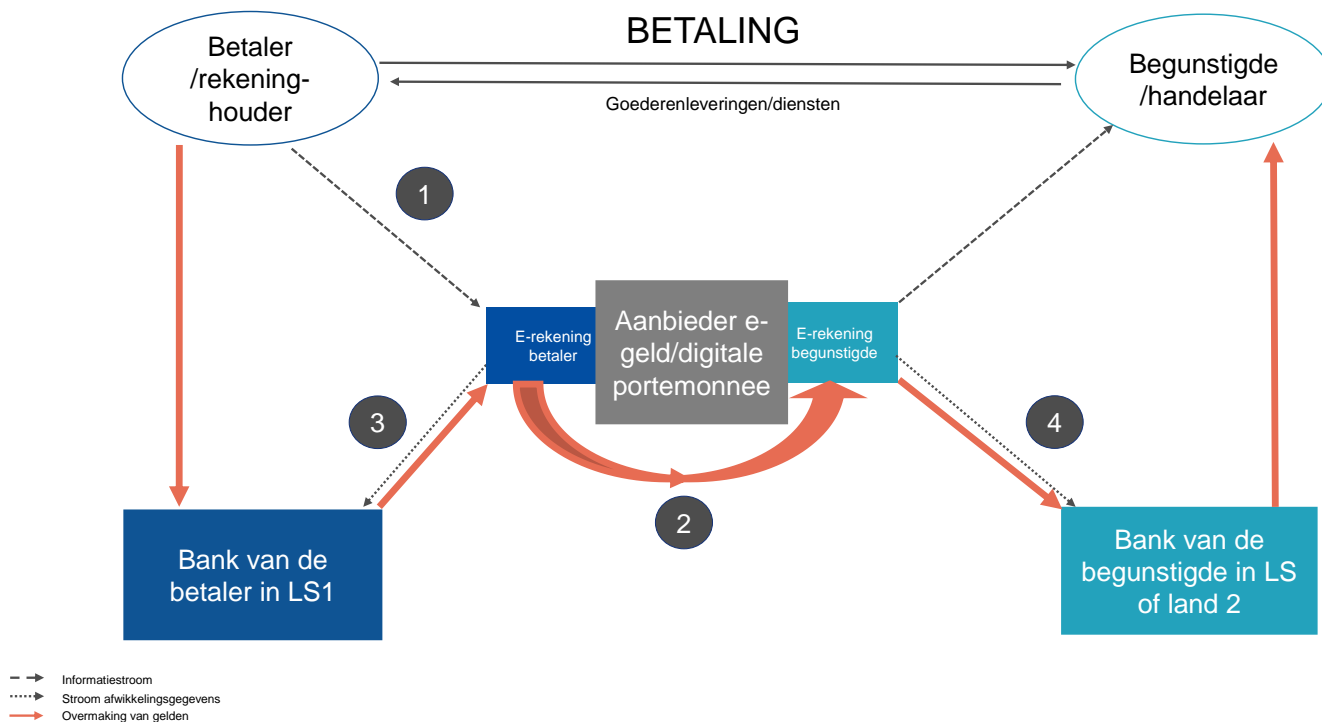 BETALING
Betaler
/rekening-
houder
Begunstigde
/handelaar
Goederenleveringen/diensten
1
E-rekening
betaler
Aanbieder e-
geld/digitale
portemonnee
E-rekening
begunstigde
3
4
2
Bank van de
betaler in LS1
Bank van de
begunstigde in LS
of land 2
Informatiestroom
Stroom afwikkelingsgegevens
Overmaking van gelden